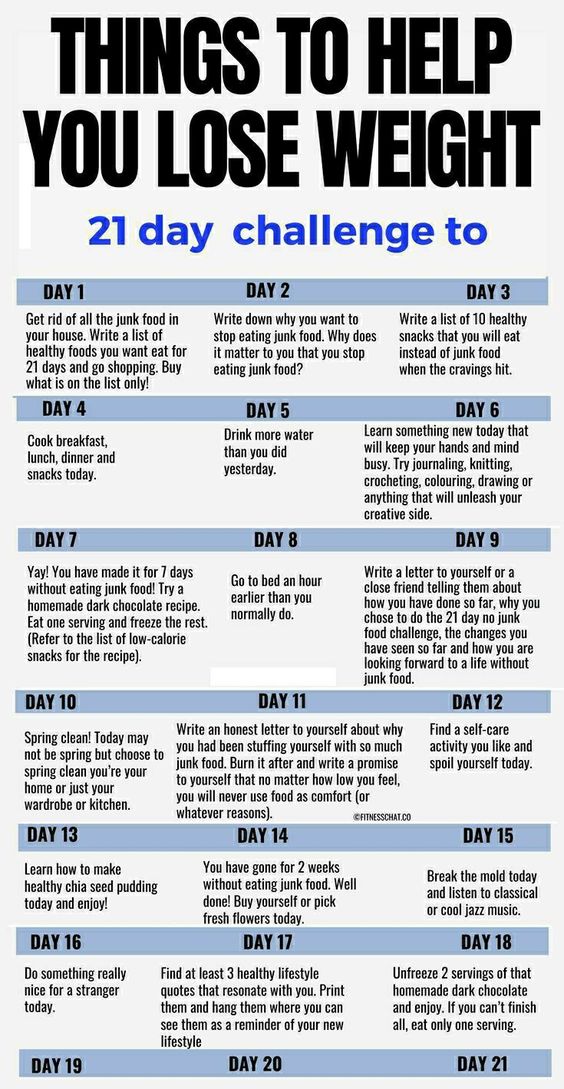 THINGS TO HELP
YOU LOSE WEIGHT
21 day challenge to
DAY 1
Get rid of all the junk food in
your house. Write a list of
healthy foods you want eat for
21 days and go shopping. Buy
what is on the list only!
DAY 2
Write down why you want to
stop eating junk food. Why does
it matter to you that you stop
eating junk food?
DAY 3
Write a list of 10 healthy
snacks that you will eat
instead of junk food
when the cravings hit.
DAY 4
Cook breakfast,
lunch, dinner and
snacks today.
DAY 5
Drink more water
than you did
yesterday.
DAY 6
Learn something new today that
will keep your hands and mind
busy. Try journaling, knitting,
crocheting, colouring, drawing or
anything that will unleash your
creative side.
DAY 7
Yay! You have made it for 7 days
without eating junk food! Try a
homemade dark chocolate recipe.
Eat one serving and freeze the rest.
(Refer to the list of low-calorie
snacks for the recipe).
DAY 8
Go to bed an hour
earlier than you
normally do.
DAY 9
Write a letter to yourself or a
close friend telling them about
how you have done so far, why you
chose to do the 21 day no junk
food challenge, the changes you
have seen so far and how you are
looking forward to a life without
junk food.
DAY 10
Spring clean! Today may
not be spring but choose to
spring clean you're your
home or just your
wardrobe or kitchen.
DAY 11
Write an honest letter to yourself about why
you had been stuffing yourself with so much
junk food. Burn it after and write a promise
to yourself that no matter how low you feel,
you will never use food as comfort (or
whatever reasons).
©FITNESSCHAT.CO
DAY 12
Find a self-care
activity you like and
spoil yourself today.
DAY 13
Learn how to make
healthy chia seed pudding
today and enjoy!
DAY 14
You have gone for 2 weeks
without eating junk food. Well
done! Buy yourself or pick
fresh flowers today.
DAY 15
Break the mold today
and listen to classical
or cool jazz music.
DAY 16
Do something really
nice for a stranger
today.
DAY 17
Find at least 3 healthy lifestyle
quotes that resonate with you. Print
them and hang them where you can
see them as a reminder of your new
lifestyle
DAY 18
Unfreeze 2 servings of that
homemade dark chocolate
and enjoy. If you can't finish
all, eat only one serving.
DAY 19
DAY 20
DAY 21